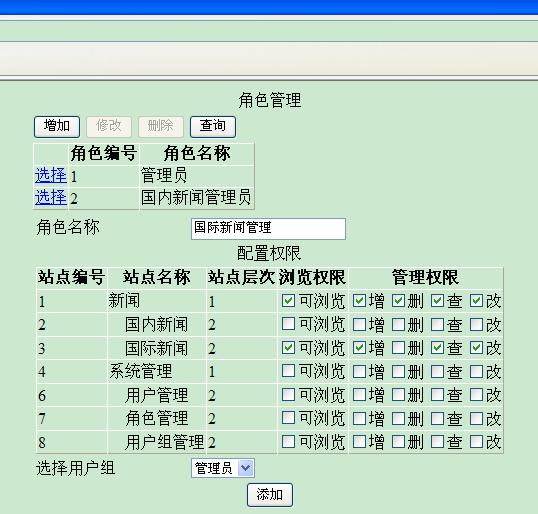 角色管理
增加 修改 删除 查询
角色编号 角色名称
选择 1 管理员
选择 2 国内新闻管理员
角色名称 国际新闻管理
配置权限
站点编号 站点名称 站点层次 浏览权限 管理权限
1 新闻 1 可浏览 增 删 查 改
2 国内新闻 2 可浏览 增 删 查 改
3 国际新闻 2 可浏览 增 删 查 改
4 系统管理 1 可浏览 增 删 查 改
6 用户管理 2 可浏览 增 删 查 改
7 角色管理 2 可浏览 增 删 查 改
8 用户组管理 2 可浏览 增 删 查 改
选择用户组 管理员
添加